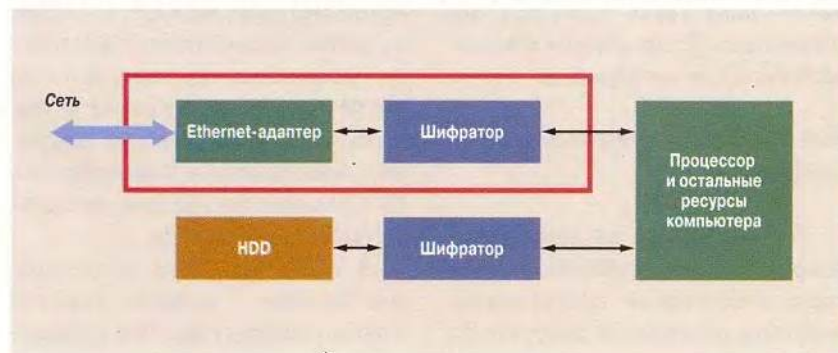 Сеть
Ethernet-адаптер
Шифратор
Процессор
и остальные
ресурсы
компьютера
HDD
Шифратор